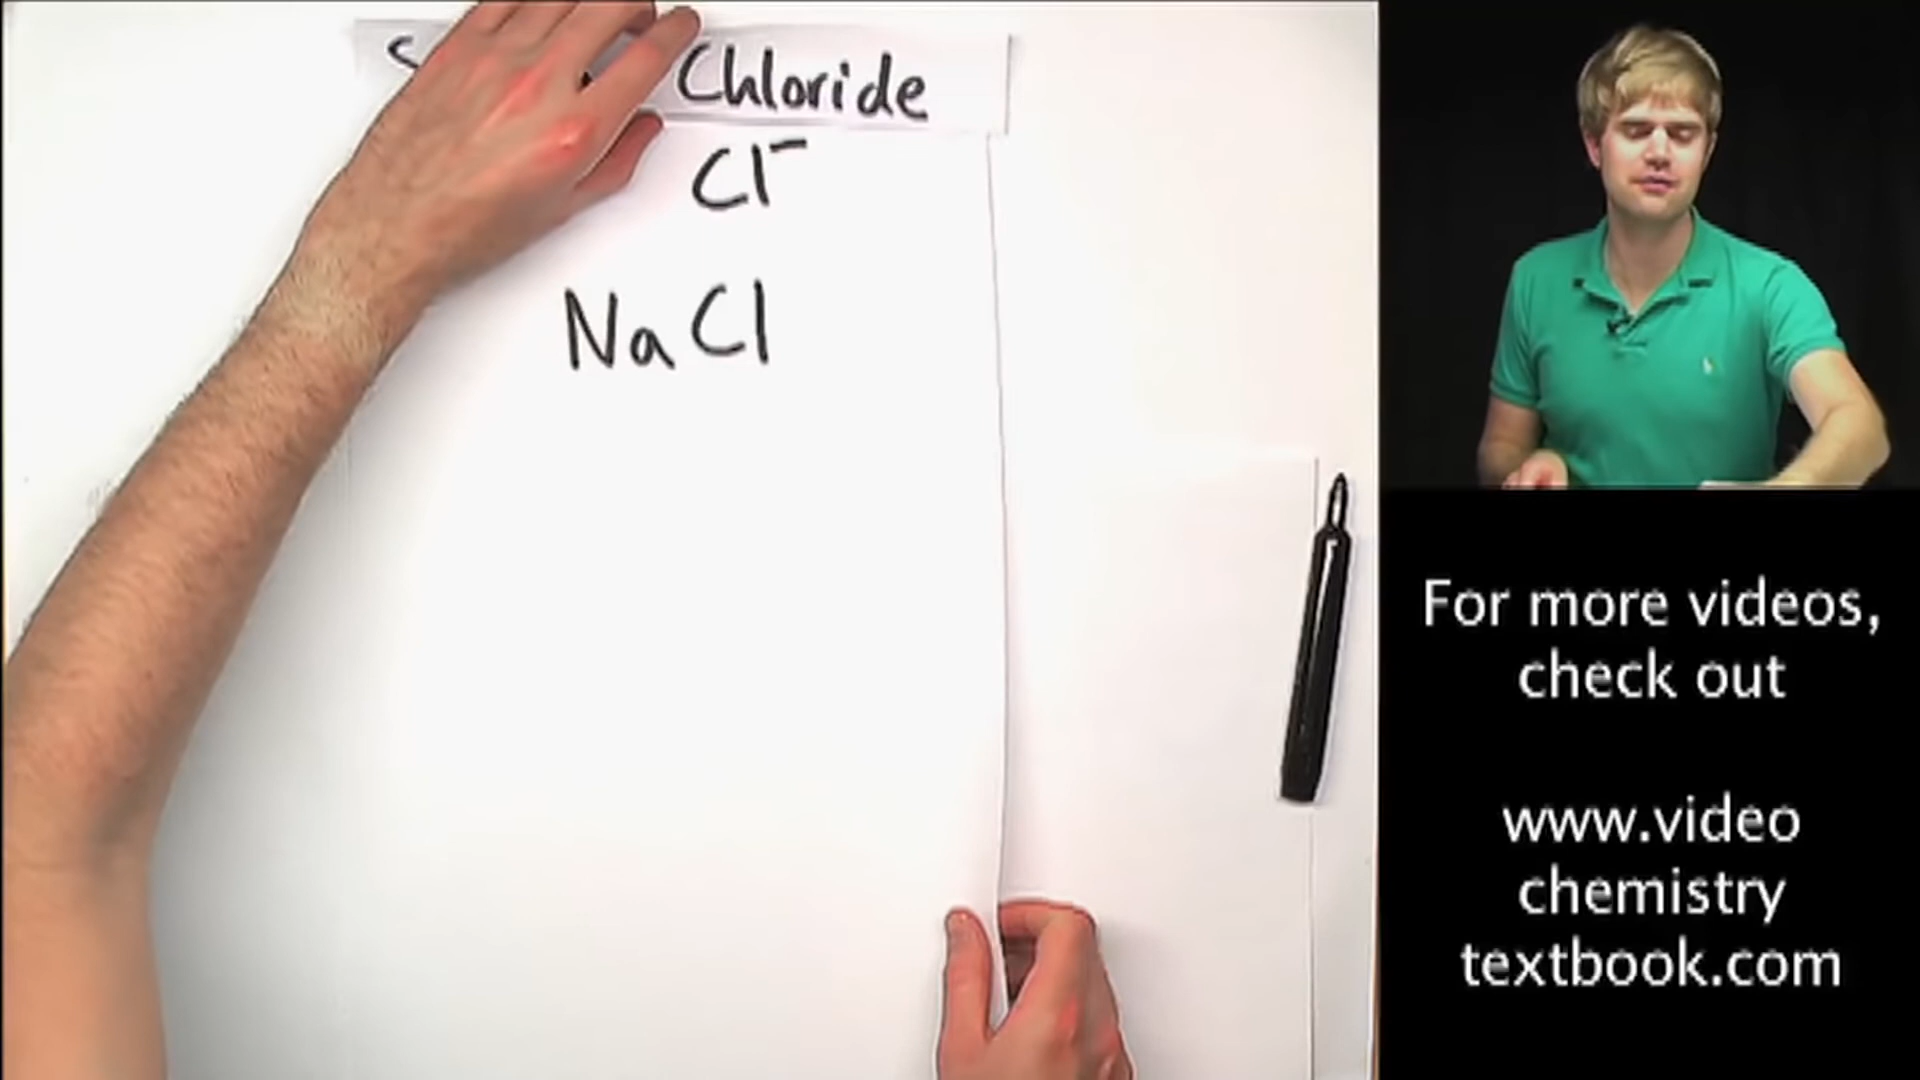 Chloride
Cl⁻
NaCl
For more videos,
check out
www.video
chemistry
textbook.com